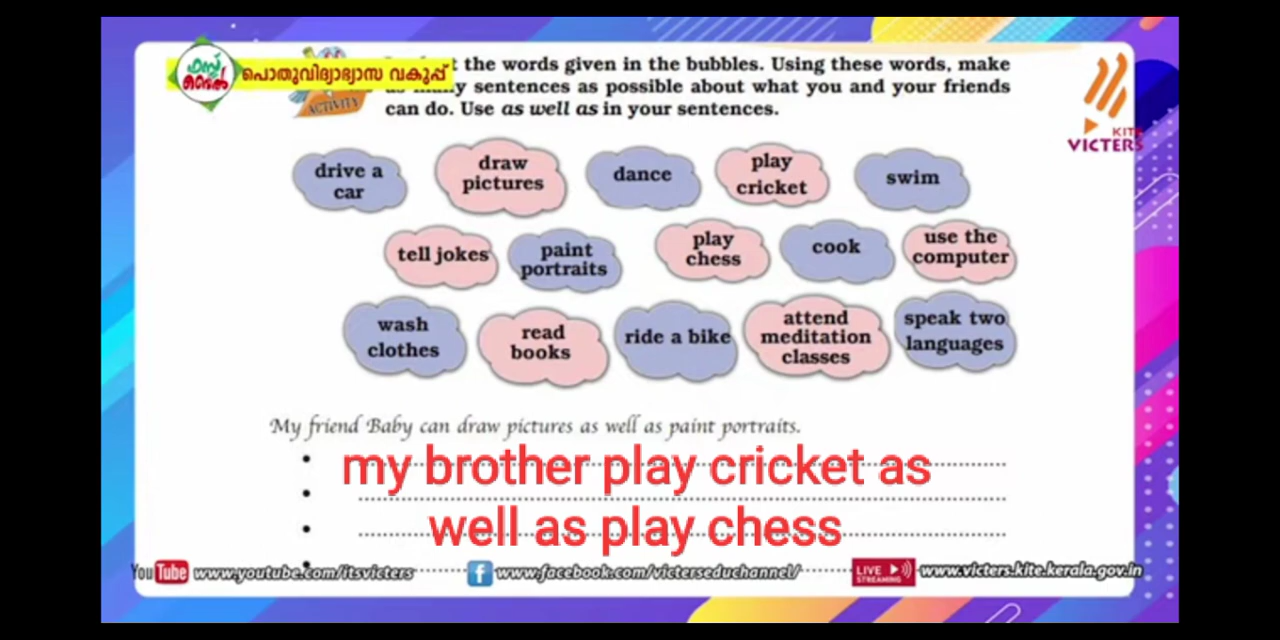 പൊതുവിദ്യാഭ്യാസ വകുപ്പ്
t the words given in the bubbles. Using these words, make
y sentences as possible about what you and your friends
ACTIVITY
can do. Use as well as in your sentences.
KITE
VICTERS
drive a
car
draw
pictures
dance
play
cricket
swim
tell jokes
paint
portraits
play
chess
cook
use the
computer
wash
clothes
read
books
ride a bike
attend
meditation
classes
speak two
languages
My friend Baby can draw pictures as well as paint portraits.
my brother play cricket as
well as play chess
YouTube www.youtube.com/itsvicters
f www.facebook.com/victerseduchannel/
LIVE STREAMING www.victers.kite.kerala.gov.in